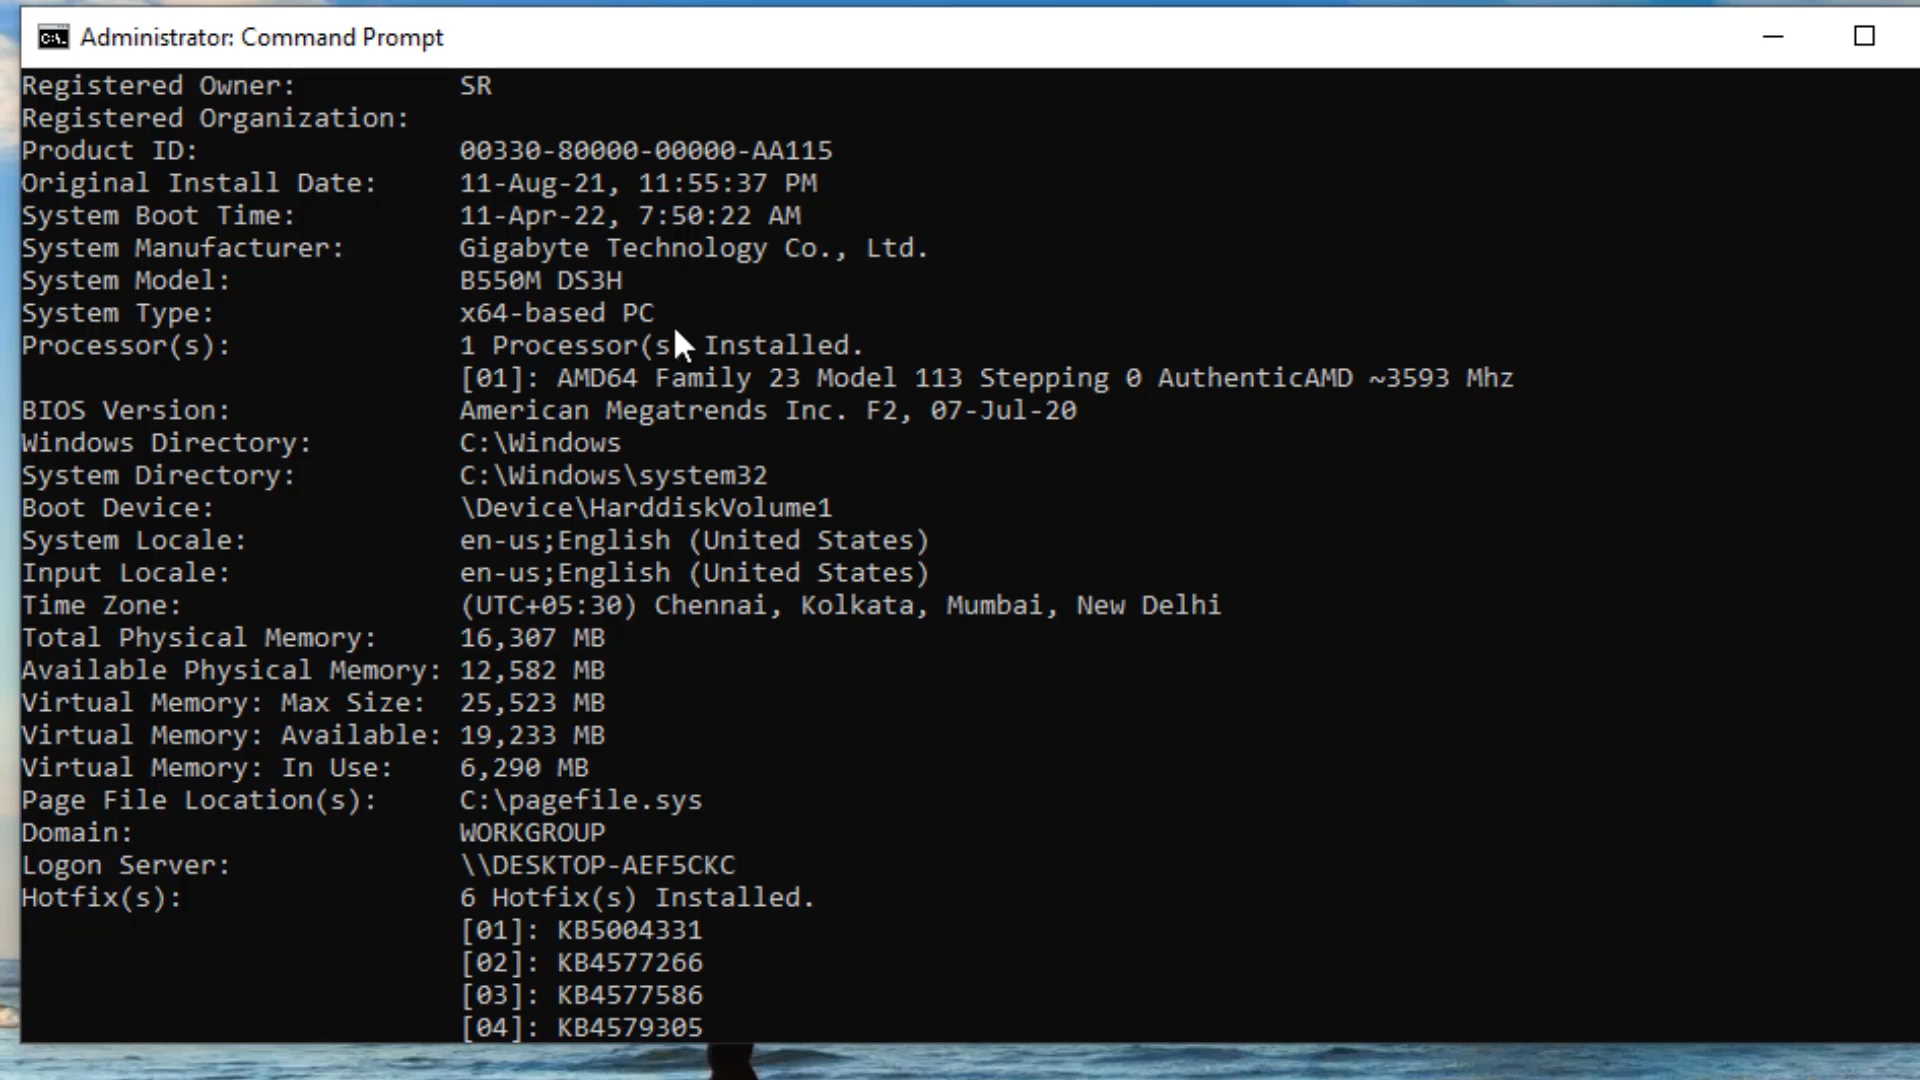 Administrator: Command Prompt
Registered Owner: SR
Registered Organization:
Product ID: 00330-80000-00000-AA115
Original Install Date: 11-Aug-21, 11:55:37 PM
System Boot Time: 11-Apr-22, 7:50:22 AM
System Manufacturer: Gigabyte Technology Co., Ltd.
System Model: B550M DS3H
System Type: x64-based PC
Processor(s): 1 Processor(s Installed.
[01]: AMD64 Family 23 Model 113 Stepping 0 AuthenticAMD ~3593 Mhz
BIOS Version: American Megatrends Inc. F2, 07-Jul-20
Windows Directory: C:\Windows
System Directory: C:\Windows\system32
Boot Device: \Device\HarddiskVolume1
System Locale: en-us;English (United States)
Input Locale: en-us;English (United States)
Time Zone: (UTC+05:30) Chennai, Kolkata, Mumbai, New Delhi
Total Physical Memory: 16,307 MB
Available Physical Memory: 12,582 MB
Virtual Memory: Max Size: 25,523 MB
Virtual Memory: Available: 19,233 MB
Virtual Memory: In Use: 6,290 MB
Page File Location(s): C:\pagefile.sys
Domain: WORKGROUP
Logon Server: \\DESKTOP-AEF5CKC
Hotfix(s): 6 Hotfix(s) Installed.
[01]: KB5004331
[02]: KB4577266
[03]: KB4577586
[04]: KB4579305